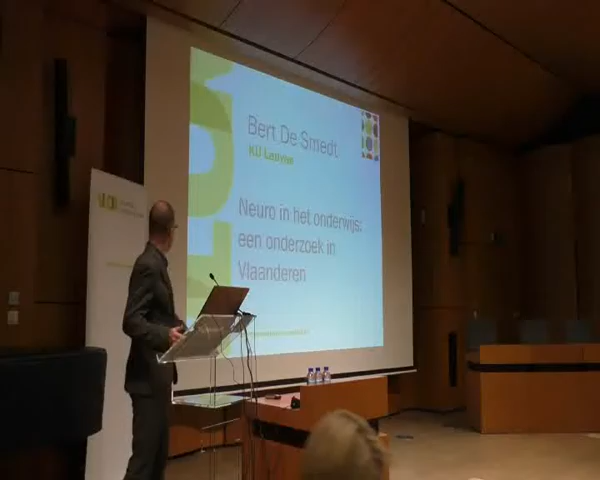 Bert De Smedt
KU Leuven
Neuro in het onderwijs:
een onderzoek in
Vlaanderen